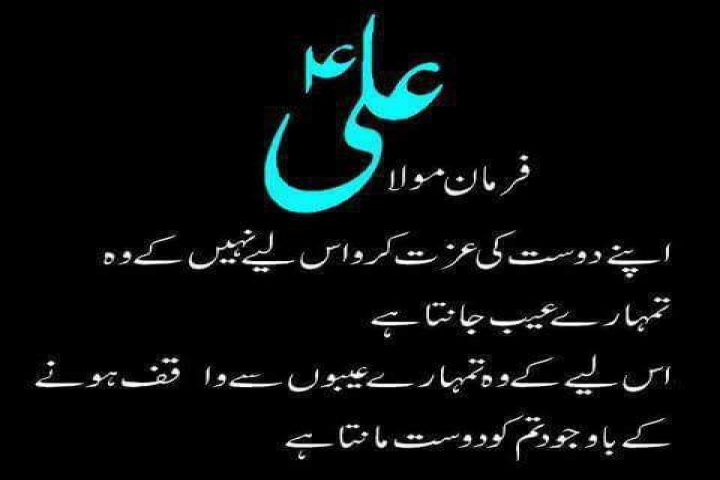 فرمان مولا علیؑ
اپنے دوست کی عزت کرو اس لیے نہیں کے وہ
تمہارے عیب جانتا ہے
اس لیے کے وہ تمہارے عیبوں سے واقف ہونے
کے باوجود تم کو دوست مانتا ہے